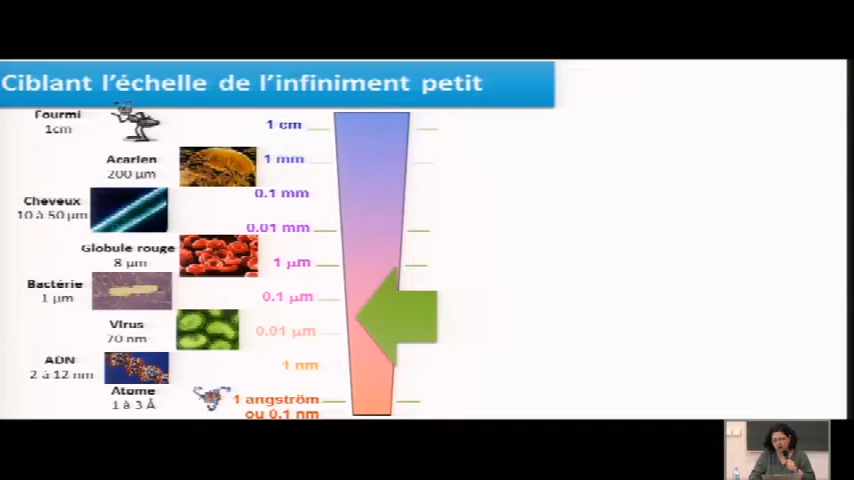 Ciblant l'échelle de l'infiniment petit
Fourmi
1cm
1 cm
Acarien
200 µm
1 mm
Cheveux
10 à 50µm
0.1 mm
0.01 mm
Globule rouge
8 µm
1 µm
Bactérie
1 µm
0.1 µm
Virus
70 nm
0.01 µm
ADN
2 à 12 nm
1 nm
Atome
1 à 3 Å
1 angström
ou 0.1 nm